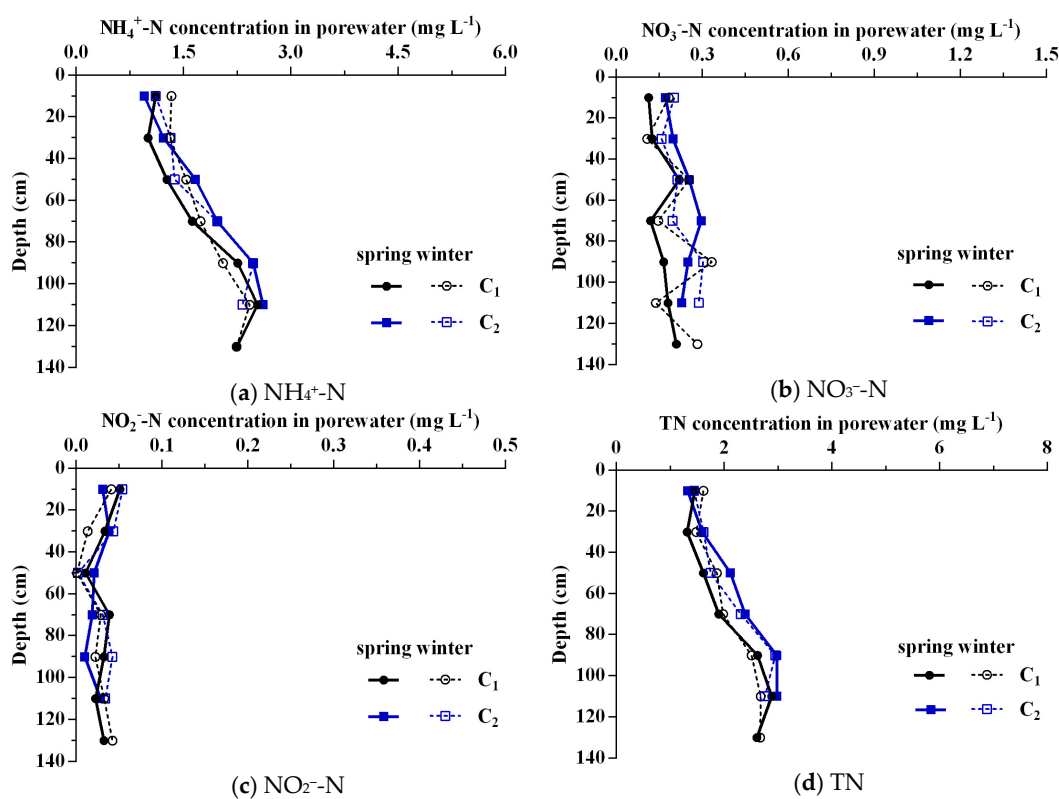 NH₄⁺-N concentration in porewater (mg L⁻¹)
0.0 1.5 3.0 4.5 6.0
0
20
40
60
80
100
120
140
Depth (cm)
spring winter
C₁
C₂
(a) NH₄⁺-N
NO₃⁻-N concentration in porewater (mg L⁻¹)
0.0 0.3 0.6 0.9 1.2 1.5
0
20
40
60
80
100
120
140
Depth (cm)
spring winter
C₁
C₂
(b) NO₃⁻-N
NO₂⁻-N concentration in porewater (mg L⁻¹)
0.0 0.1 0.2 0.3 0.4 0.5
0
20
40
60
80
100
120
140
Depth (cm)
spring winter
C₁
C₂
(c) NO₂⁻-N
TN concentration in porewater (mg L⁻¹)
0 2 4 6 8
0
20
40
60
80
100
120
140
Depth (cm)
spring winter
C₁
C₂
(d) TN